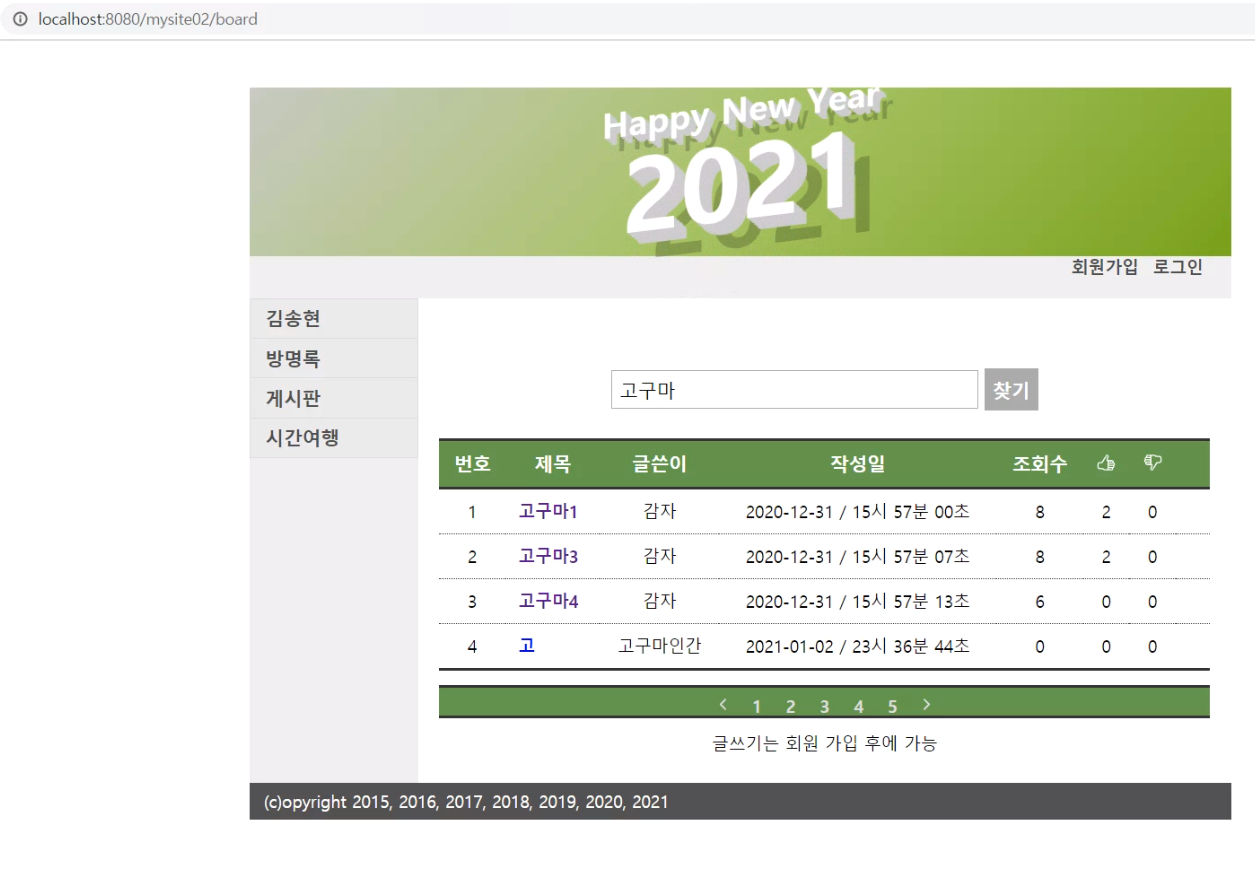 localhost:8080/mysite02/board
Happy New Year
2021
회원가입 로그인
김송현
방명록
게시판
시간여행
고구마 찾기
번호 제목 글쓴이 작성일 조회수
1 고구마1 감자 2020-12-31 / 15시 57분 00초 8 2 0
2 고구마3 감자 2020-12-31 / 15시 57분 07초 8 2 0
3 고구마4 감자 2020-12-31 / 15시 57분 13초 6 0 0
4 고 고구마인간 2021-01-02 / 23시 36분 44초 0 0 0
< 1 2 3 4 5 >
글쓰기는 회원 가입 후에 가능
(c)opyright 2015, 2016, 2017, 2018, 2019, 2020, 2021